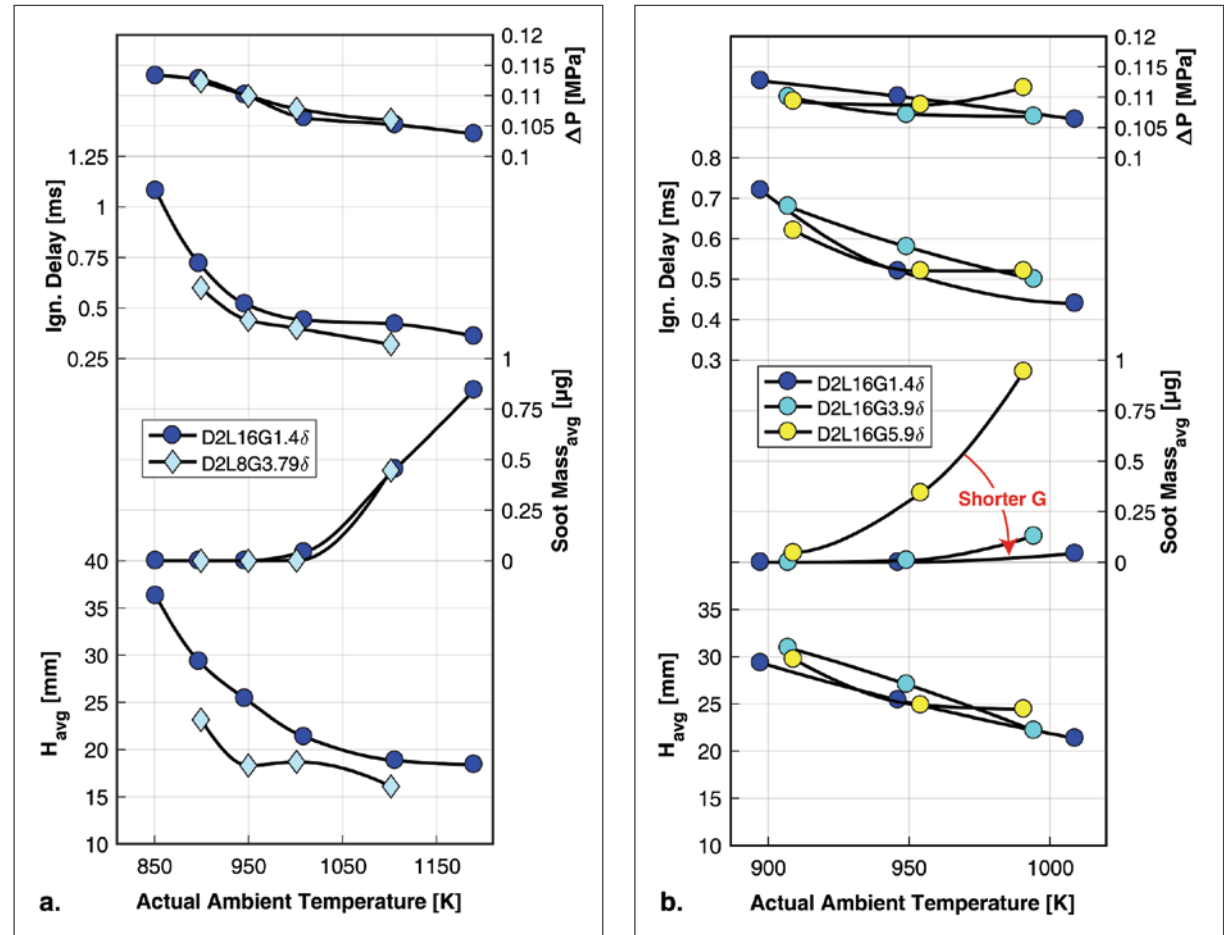 0.12
0.115
0.11
0.105
0.1
ΔP [MPa]
1.25
1
0.75
0.5
0.25
Ign. Delay [ms]
1
0.75
0.5
0.25
0
Soot Mass_avg [µg]
D2L16G1.4δ
D2L8G3.79δ
40
35
30
25
20
15
10
H_avg [mm]
850 950 1050 1150
a. Actual Ambient Temperature [K]
0.12
0.115
0.11
0.105
0.1
ΔP [MPa]
0.8
0.7
0.6
0.5
0.4
0.3
Ign. Delay [ms]
1
0.75
0.5
0.25
0
Soot Mass_avg [µg]
D2L16G1.4δ
D2L16G3.9δ
D2L16G5.9δ
Shorter G
35
30
25
20
15
10
H_avg [mm]
900 950 1000
b. Actual Ambient Temperature [K]